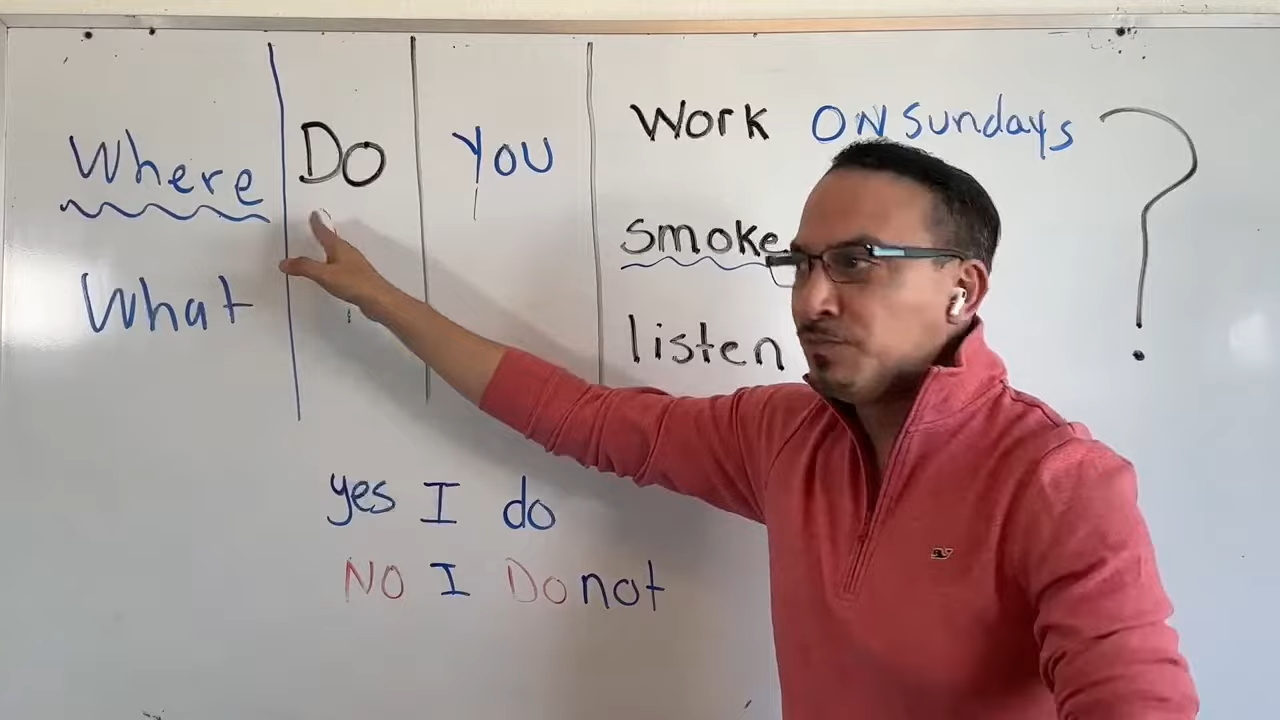 Where Do you Work ON Sundays ?
smoke
What listen
yes I do
NO I Do not